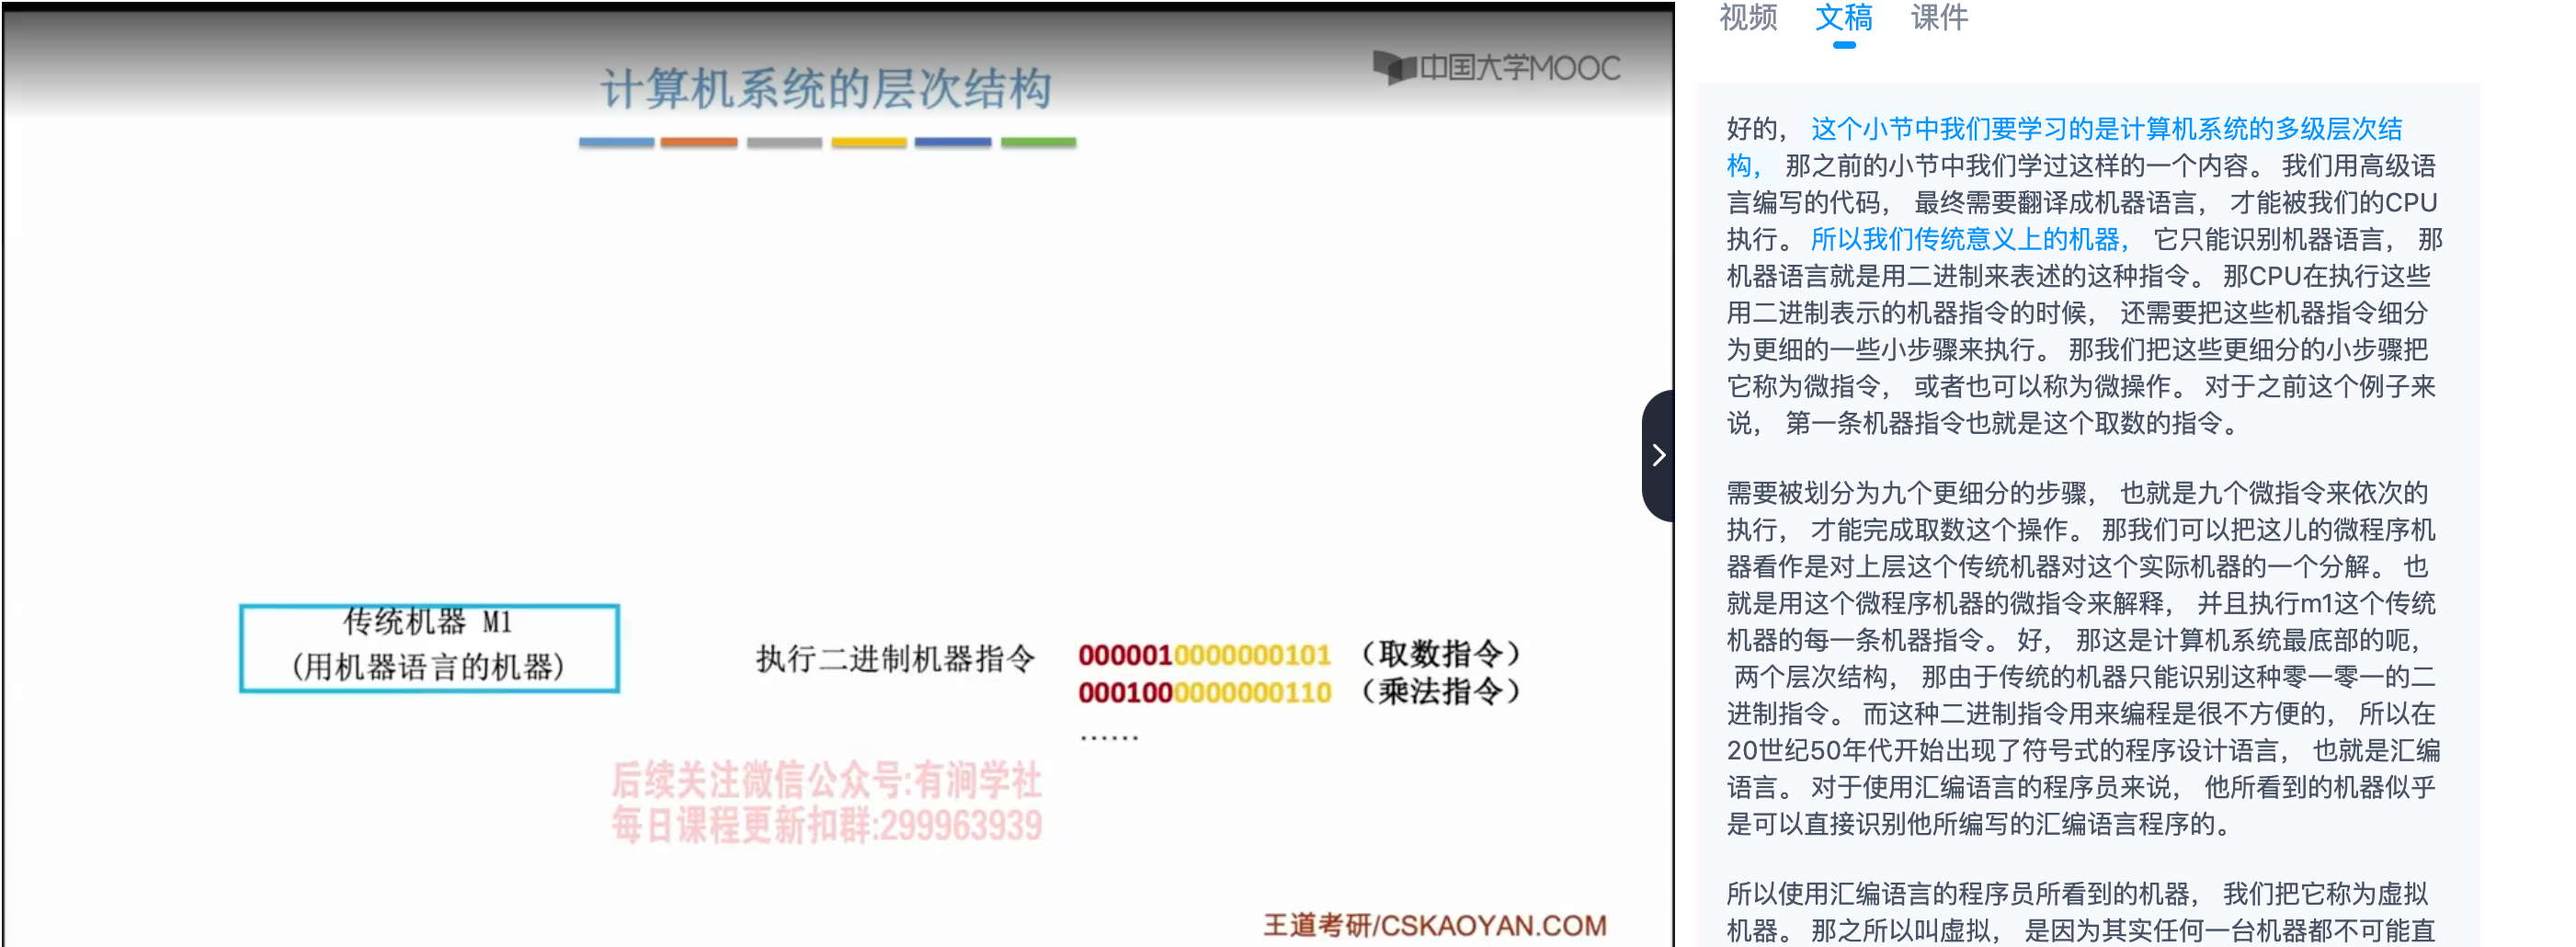 计算机系统的层次结构
中国大学MOOC
传统机器 M1
(用机器语言的机器)
执行二进制机器指令
0000010000000101 （取数指令）
0001000000000110 （乘法指令）
......
后续关注微信公众号:有涧学社
每日课程更新扣群:299963939
王道考研/CSKAOYAN.COM
视频 文稿 课件
好的， 这个小节中我们要学习的是计算机系统的多级层次结
构， 那之前的小节中我们学过这样的一个内容。 我们用高级语
言编写的代码， 最终需要翻译成机器语言， 才能被我们的CPU
执行。 所以我们传统意义上的机器， 它只能识别机器语言， 那
机器语言就是用二进制来表述的这种指令。 那CPU在执行这些
用二进制表示的机器指令的时候， 还需要把这些机器指令细分
为更细的一些小步骤来执行。 那我们把这些更细分的小步骤把
它称为微指令， 或者也可以称为微操作。 对于之前这个例子来
说， 第一条机器指令也就是这个取数的指令。
需要被划分为九个更细分的步骤， 也就是九个微指令来依次的
执行， 才能完成取数这个操作。 那我们可以把这儿的微程序机
器看作是对上层这个传统机器对这个实际机器的一个分解。 也
就是用这个微程序机器的微指令来解释， 并且执行m1这个传统
机器的每一条机器指令。 好， 那这是计算机系统最底部的呃，
两个层次结构， 那由于传统的机器只能识别这种零一零一的二
进制指令。 而这种二进制指令用来编程是很不方便的， 所以在
20世纪50年代开始出现了符号式的程序设计语言， 也就是汇编
语言。 对于使用汇编语言的程序员来说， 他所看到的机器似乎
是可以直接识别他所编写的汇编语言程序的。
所以使用汇编语言的程序员所看到的机器， 我们把它称为虚拟
机器。 那之所以叫虚拟， 是因为其实任何一台机器都不可能直